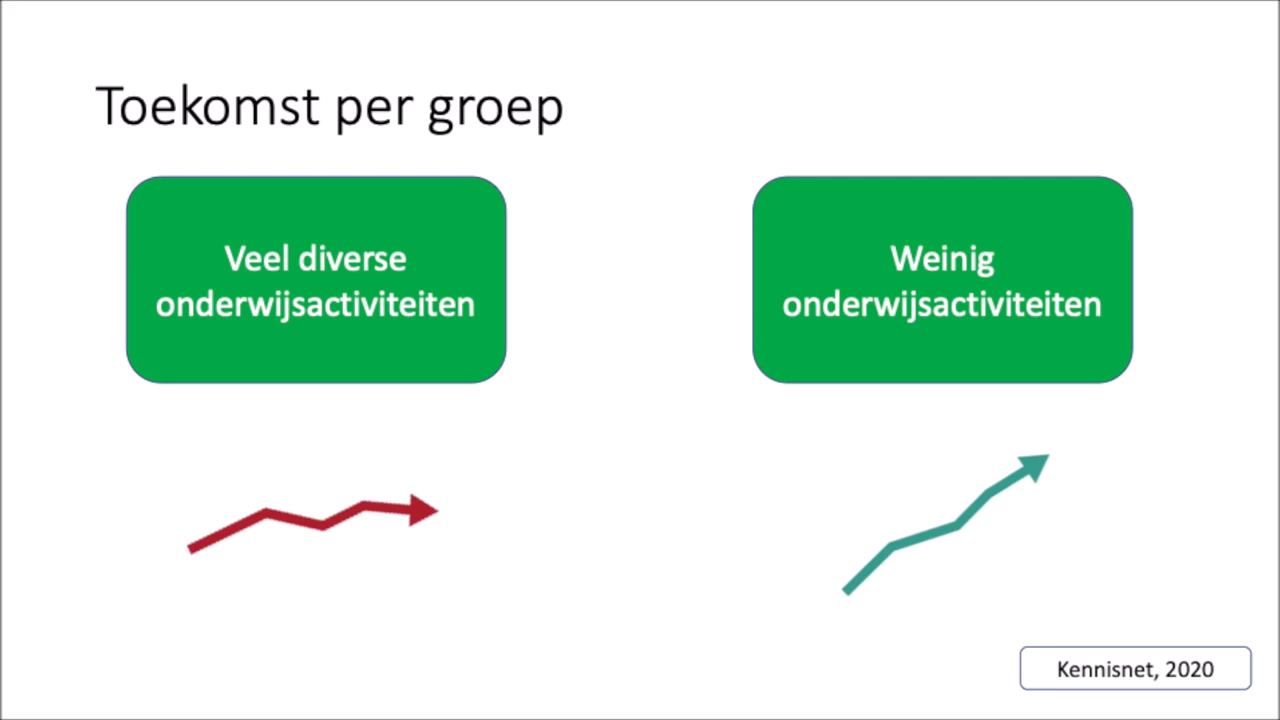 Toekomst per groep
Veel diverse
onderwijsactiviteiten
Weinig
onderwijsactiviteiten
Kennisnet, 2020